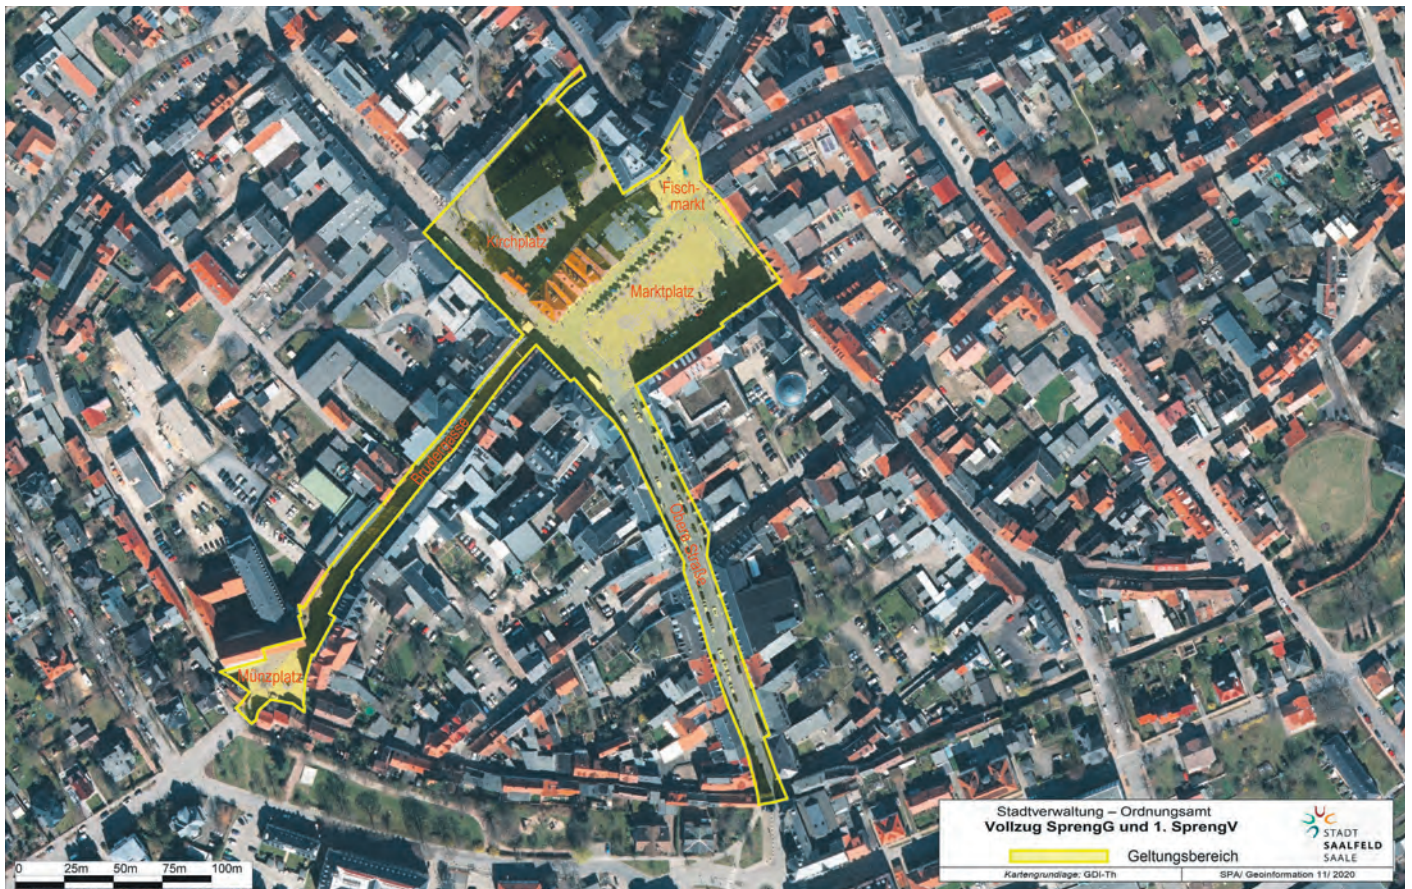 Fisch-
markt
Kirchplatz
Marktplatz
Brudergasse
Obere Straße
Münzplatz
0 25m 50m 75m 100m
Stadtverwaltung – Ordnungsamt
Vollzug SprengG und 1. SprengV
Geltungsbereich
STADT
SAALFELD
SAALE
Kartengrundlage: GDI-Th
SPA/ Geoinformation 11/ 2020